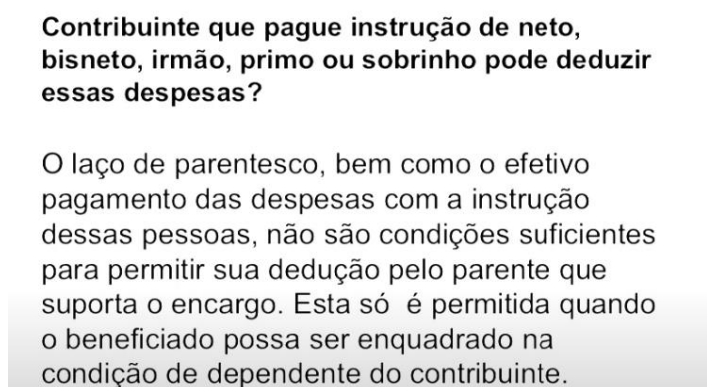 Contribuinte que pague instrução de neto,
bisneto, irmão, primo ou sobrinho pode deduzir
essas despesas?
O laço de parentesco, bem como o efetivo
pagamento das despesas com a instrução
dessas pessoas, não são condições suficientes
para permitir sua dedução pelo parente que
suporta o encargo. Esta só é permitida quando
o beneficiado possa ser enquadrado na
condição de dependente do contribuinte.